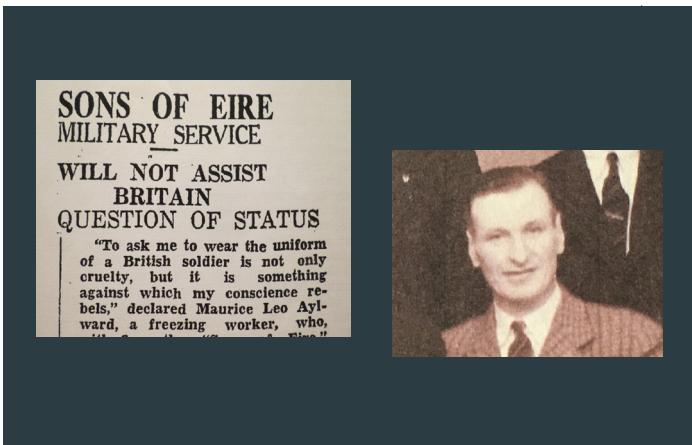 SONS OF EIRE
MILITARY SERVICE
WILL NOT ASSIST
BRITAIN
QUESTION OF STATUS
"To ask me to wear the uniform
of a British soldier is not only
cruelty, but it is something
against which my conscience re-
bels," declared Maurice Leo Ayl-
ward, a freezing worker, who,